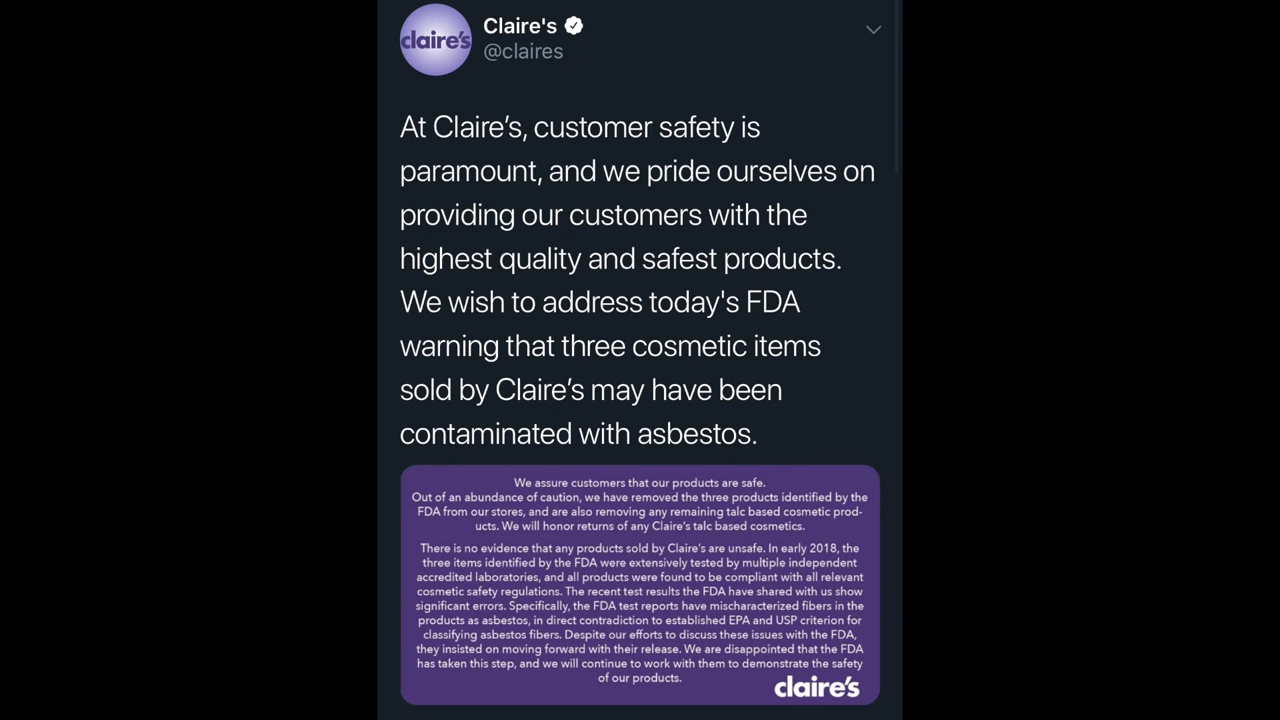 claire's
Claire's
@claires
At Claire's, customer safety is
paramount, and we pride ourselves on
providing our customers with the
highest quality and safest products.
We wish to address today's FDA
warning that three cosmetic items
sold by Claire's may have been
contaminated with asbestos.
We assure customers that our products are safe.
Out of an abundance of caution, we have removed the three products identified by the
FDA from our stores, and are also removing any remaining talc based cosmetic prod-
ucts. We will honor returns of any Claire's talc based cosmetics.
There is no evidence that any products sold by Claire's are unsafe. In early 2018, the
three items identified by the FDA were extensively tested by multiple independent
accredited laboratories, and all products were found to be compliant with all relevant
cosmetic safety regulations. The recent test results the FDA have shared with us show
significant errors. Specifically, the FDA test reports have mischaracterized fibers in the
products as asbestos, in direct contradiction to established EPA and USP criterion for
classifying asbestos fibers. Despite our efforts to discuss these issues with the FDA,
they insisted on moving forward with their release. We are disappointed that the FDA
has taken this step, and we will continue to work with them to demonstrate the safety
of our products.
claire's